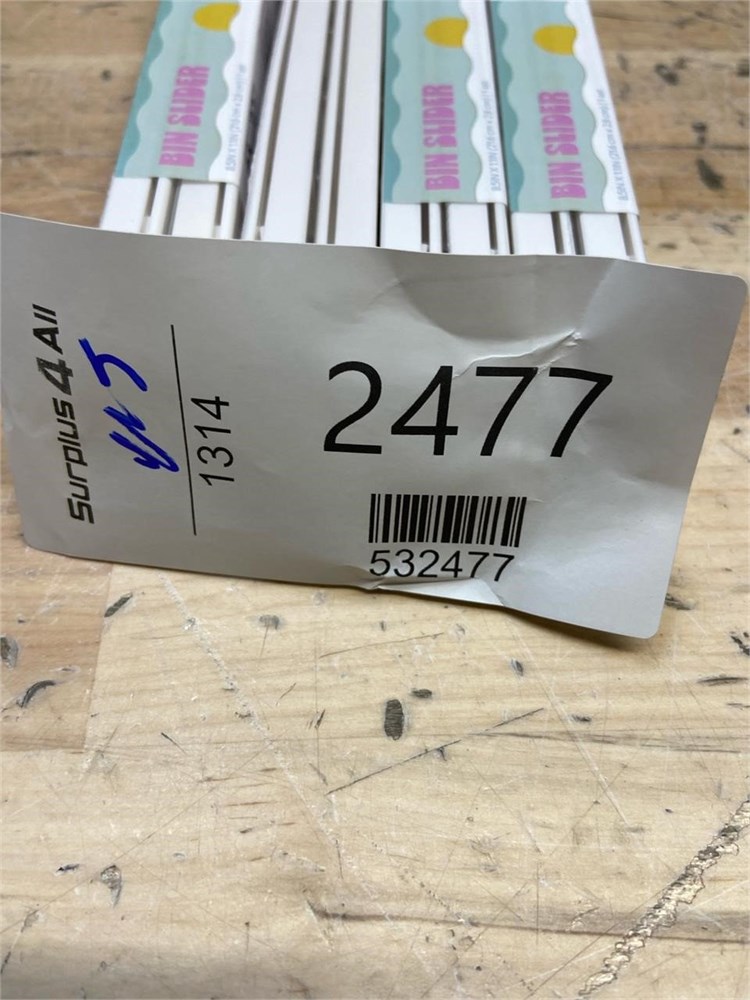 BIN SLIDER
BIN SLIDER
BIN SLIDER
Surplus 4 All
1314
2477
532477